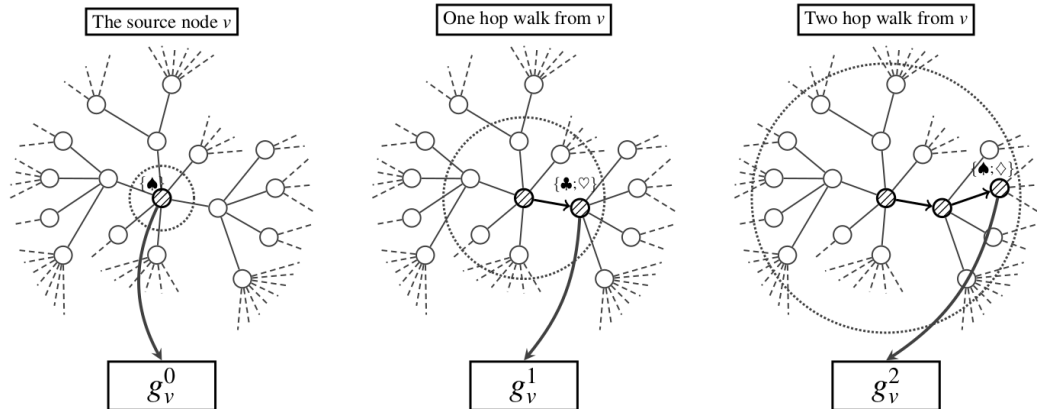 The source node v
One hop walk from v
Two hop walk from v
{♠}
{♣;♡}
{♠;♢}
g_v^0
g_v^1
g_v^2